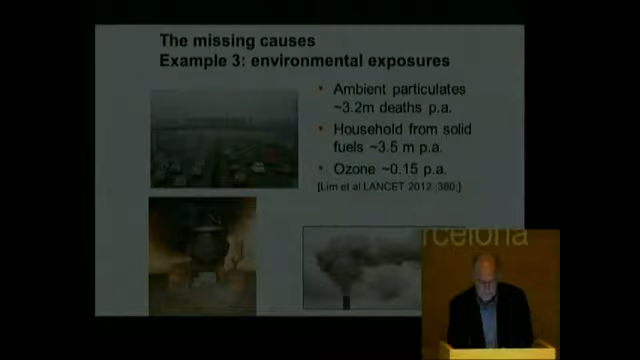 The missing causes
Example 3: environmental exposures
• Ambient particulates
~3.2m deaths p.a.
• Household from solid
fuels ~3.5 m p.a.
• Ozone ~0.15 p.a.
[Lim et al LANCET 2012 ;380;]
rcelona